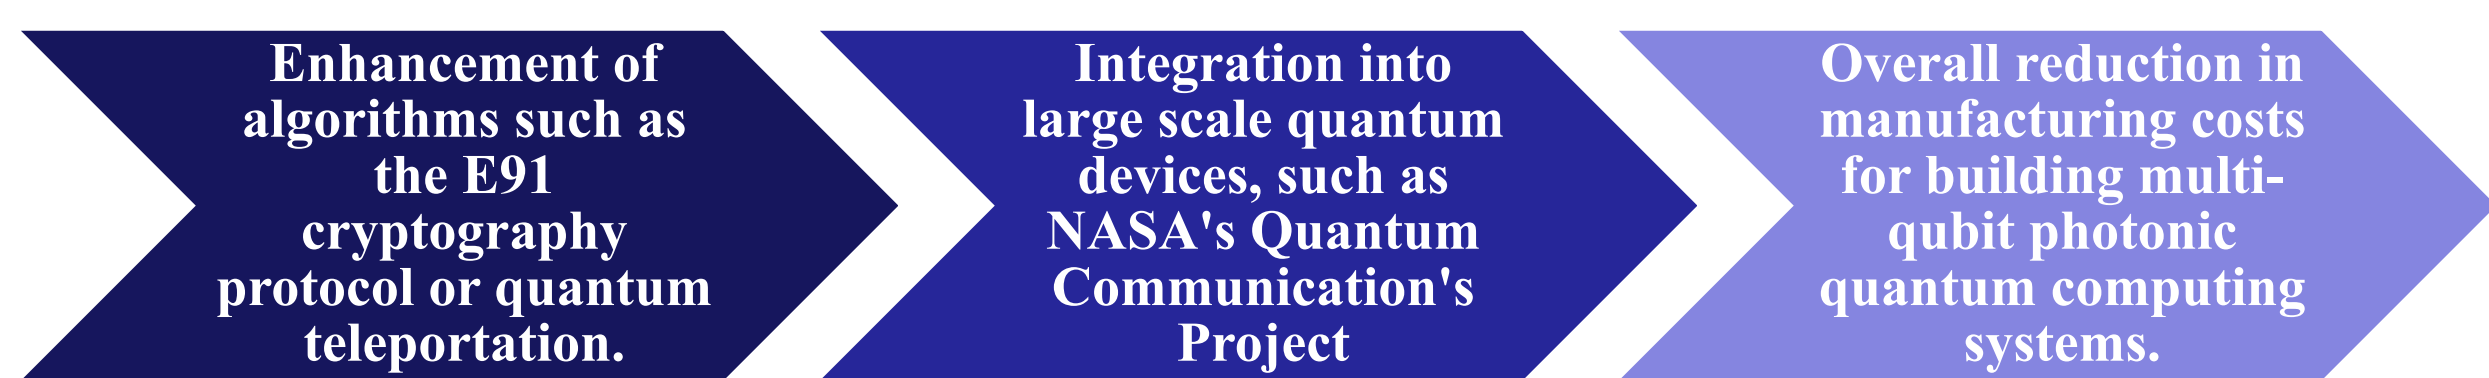 Enhancement of
algorithms such as
the E91
cryptography
protocol or quantum
teleportation.
Integration into
large scale quantum
devices, such as
NASA's Quantum
Communication's
Project
Overall reduction in
manufacturing costs
for building multi-
qubit photonic
quantum computing
systems.